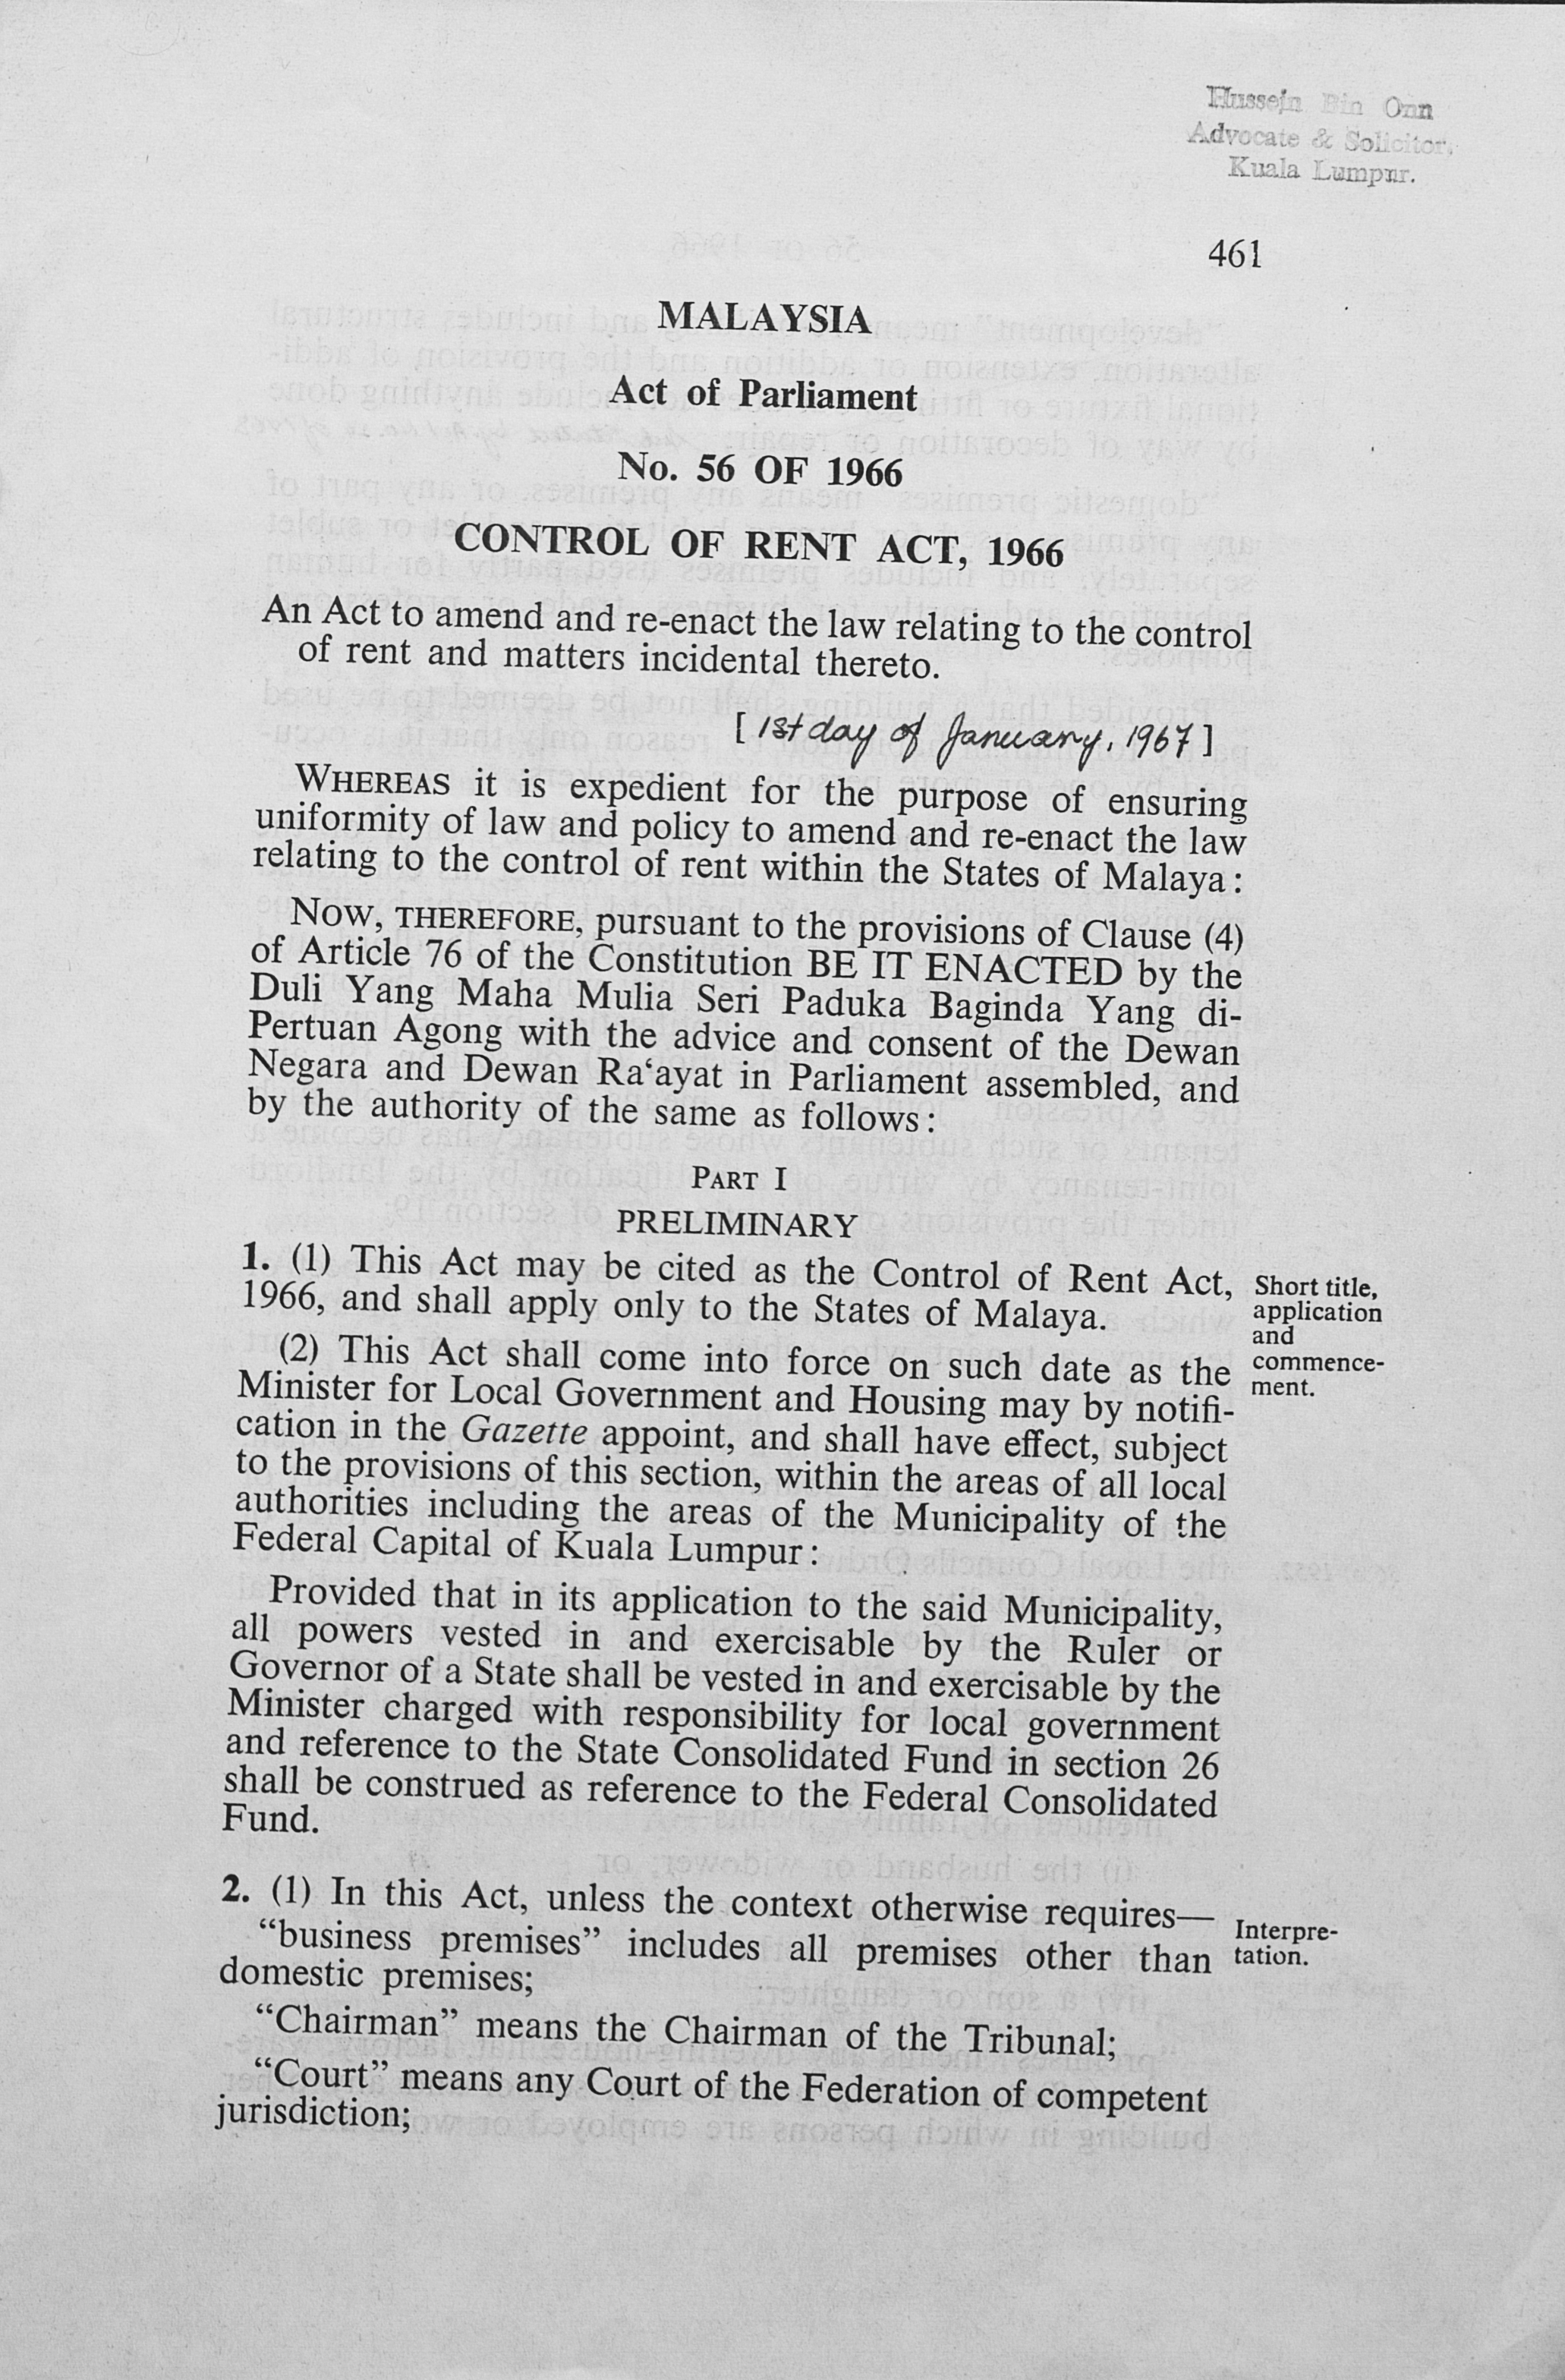 Hussein Bin Onn
Advocate & Solicitor.
Kuala Lumpur.
461
MALAYSIA
Act of Parliament
No. 56 OF 1966
CONTROL OF RENT ACT, 1966
An Act to amend and re-enact the law relating to the control
of rent and matters incidental thereto.
[ 1st day of January, 1967 ]
WHEREAS it is expedient for the purpose of ensuring
uniformity of law and policy to amend and re-enact the law
relating to the control of rent within the States of Malaya:
NOW, THEREFORE, pursuant to the provisions of Clause (4)
of Article 76 of the Constitution BE IT ENACTED by the
Duli Yang Maha Mulia Seri Paduka Baginda Yang di-
Pertuan Agong with the advice and consent of the Dewan
Negara and Dewan Ra‘ayat in Parliament assembled, and
by the authority of the same as follows:
PART I
PRELIMINARY
1. (1) This Act may be cited as the Control of Rent Act,
1966, and shall apply only to the States of Malaya.
Short title,
application
and
commence-
ment.
(2) This Act shall come into force on such date as the
Minister for Local Government and Housing may by notifi-
cation in the Gazette appoint, and shall have effect, subject
to the provisions of this section, within the areas of all local
authorities including the areas of the Municipality of the
Federal Capital of Kuala Lumpur:
Provided that in its application to the said Municipality,
all powers vested in and exercisable by the Ruler or
Governor of a State shall be vested in and exercisable by the
Minister charged with responsibility for local government
and reference to the State Consolidated Fund in section 26
shall be construed as reference to the Federal Consolidated
Fund.
2. (1) In this Act, unless the context otherwise requires—
Interpre-
tation.
“business premises” includes all premises other than
domestic premises;
“Chairman” means the Chairman of the Tribunal;
“Court” means any Court of the Federation of competent
jurisdiction;